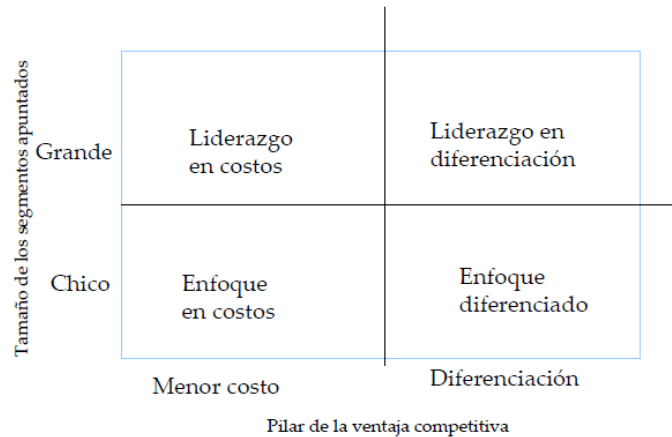 Tamaño de los segmentos apuntados
Grande
Liderazgo
en costos
Liderazgo en
diferenciación
Chico
Enfoque
en costos
Enfoque
diferenciado
Menor costo
Diferenciación
Pilar de la ventaja competitiva